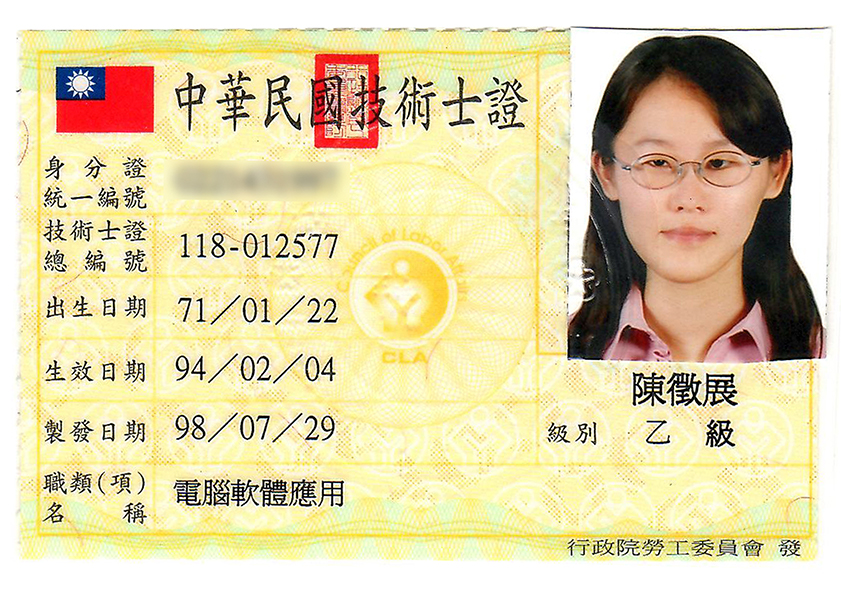 中華民國技術士證
身分證
統一編號
技術士證
總編號 118-012577
出生日期 71/01/22
生效日期 94/02/04
製發日期 98/07/29
職類(項)
名稱 電腦軟體應用
Council of Labor Affairs
CLA
陳徵展
級別 乙 級
行政院勞工委員會 發